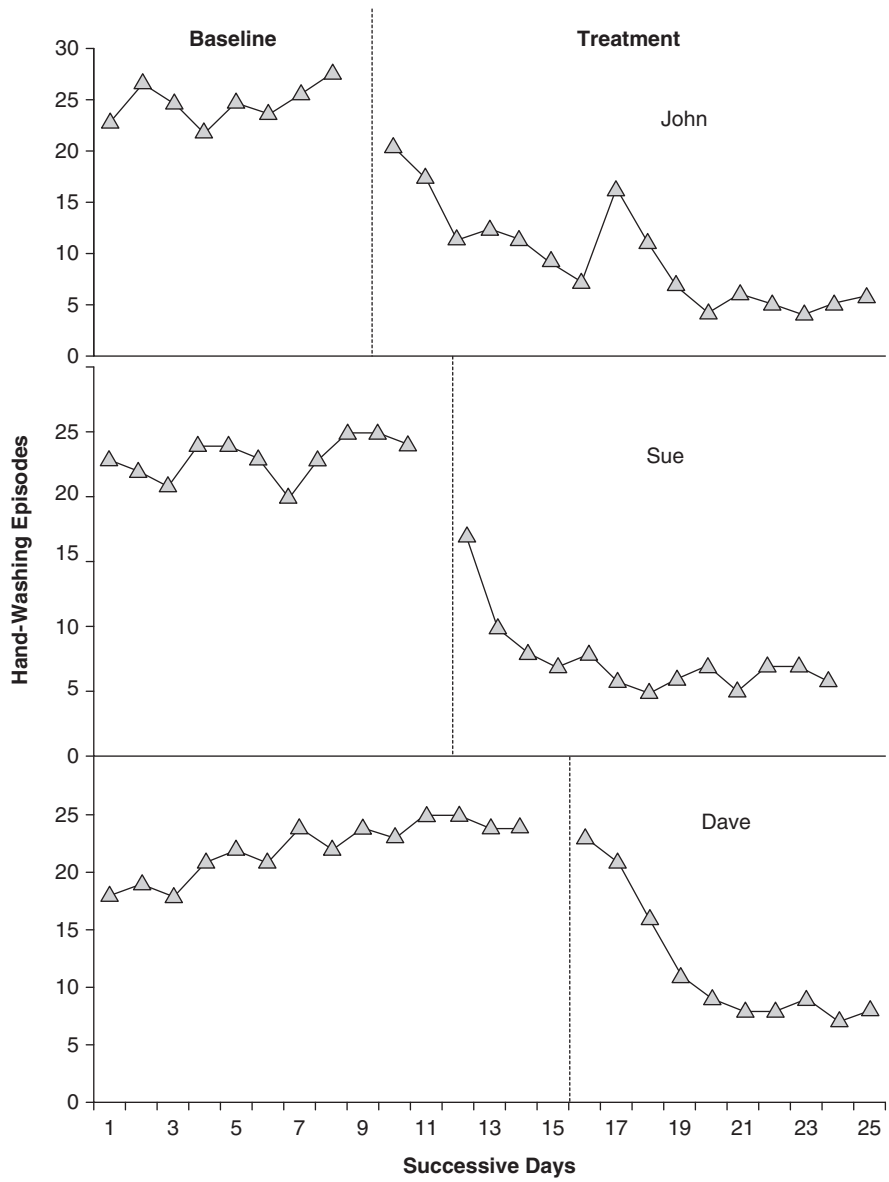 Baseline Treatment
30
25
20
15
10
5
0
John
25
20
15
10
5
0
Sue
Hand-Washing Episodes
25
20
15
10
5
0
Dave
1 3 5 7 9 11 13 15 17 19 21 23 25
Successive Days